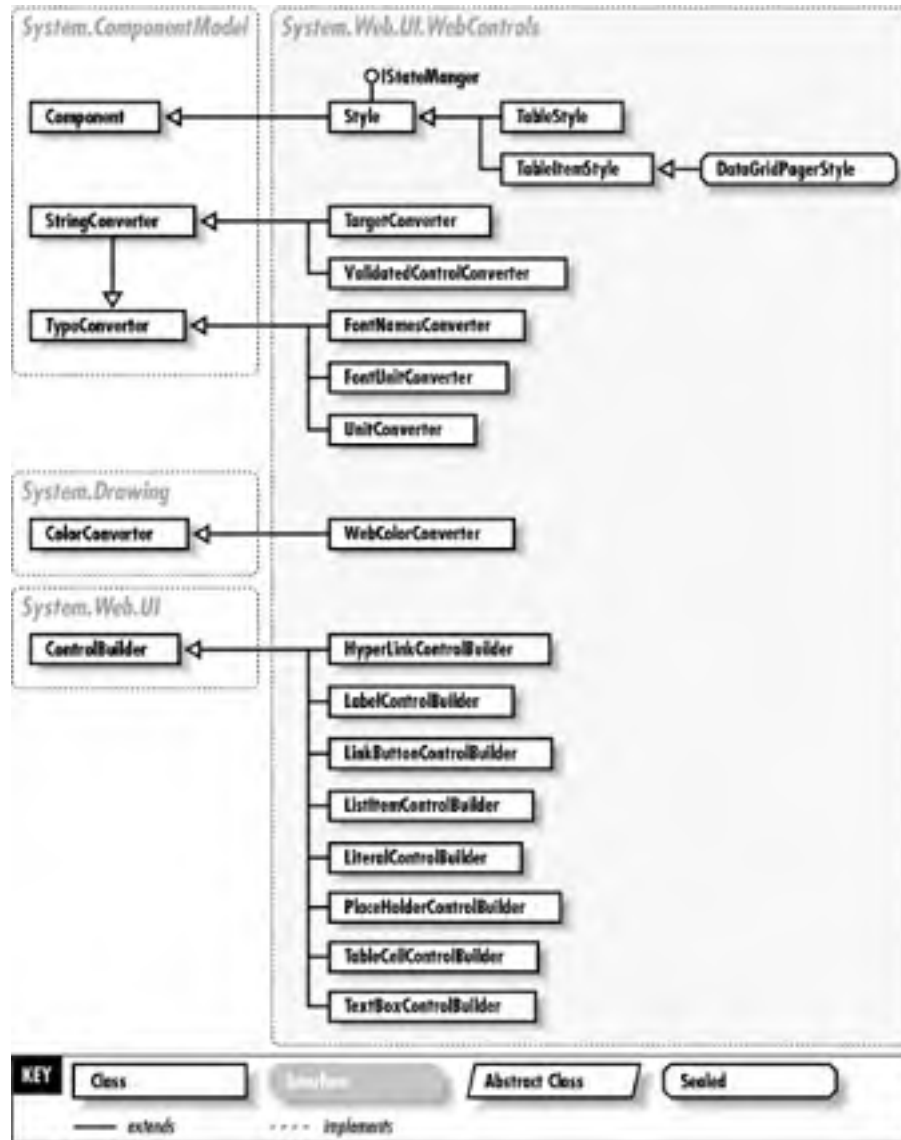 System.ComponentModel
System.Web.UI.WebControls
IStateManger
Component
Style
TableStyle
TableItemStyle
DataGridPagerStyle
StringConverter
TargetConverter
ValidatedControlConverter
TypeConverter
FontNamesConverter
FontUnitConverter
UnitConverter
System.Drawing
ColorConverter
WebColorConverter
System.Web.UI
ControlBuilder
HyperLinkControlBuilder
LabelControlBuilder
LinkButtonControlBuilder
ListItemControlBuilder
LiteralControlBuilder
PlaceHolderControlBuilder
TableCellControlBuilder
TextBoxControlBuilder
KEY
Class
Interface
Abstract Class
Sealed
extends
implements